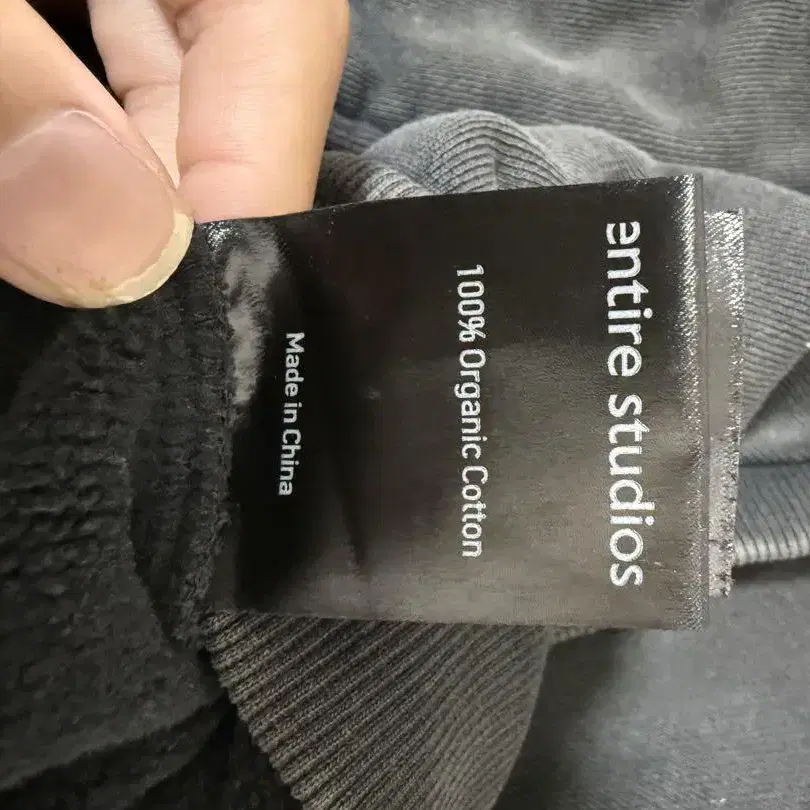 entire studios
100% Organic Cotton
Made in China